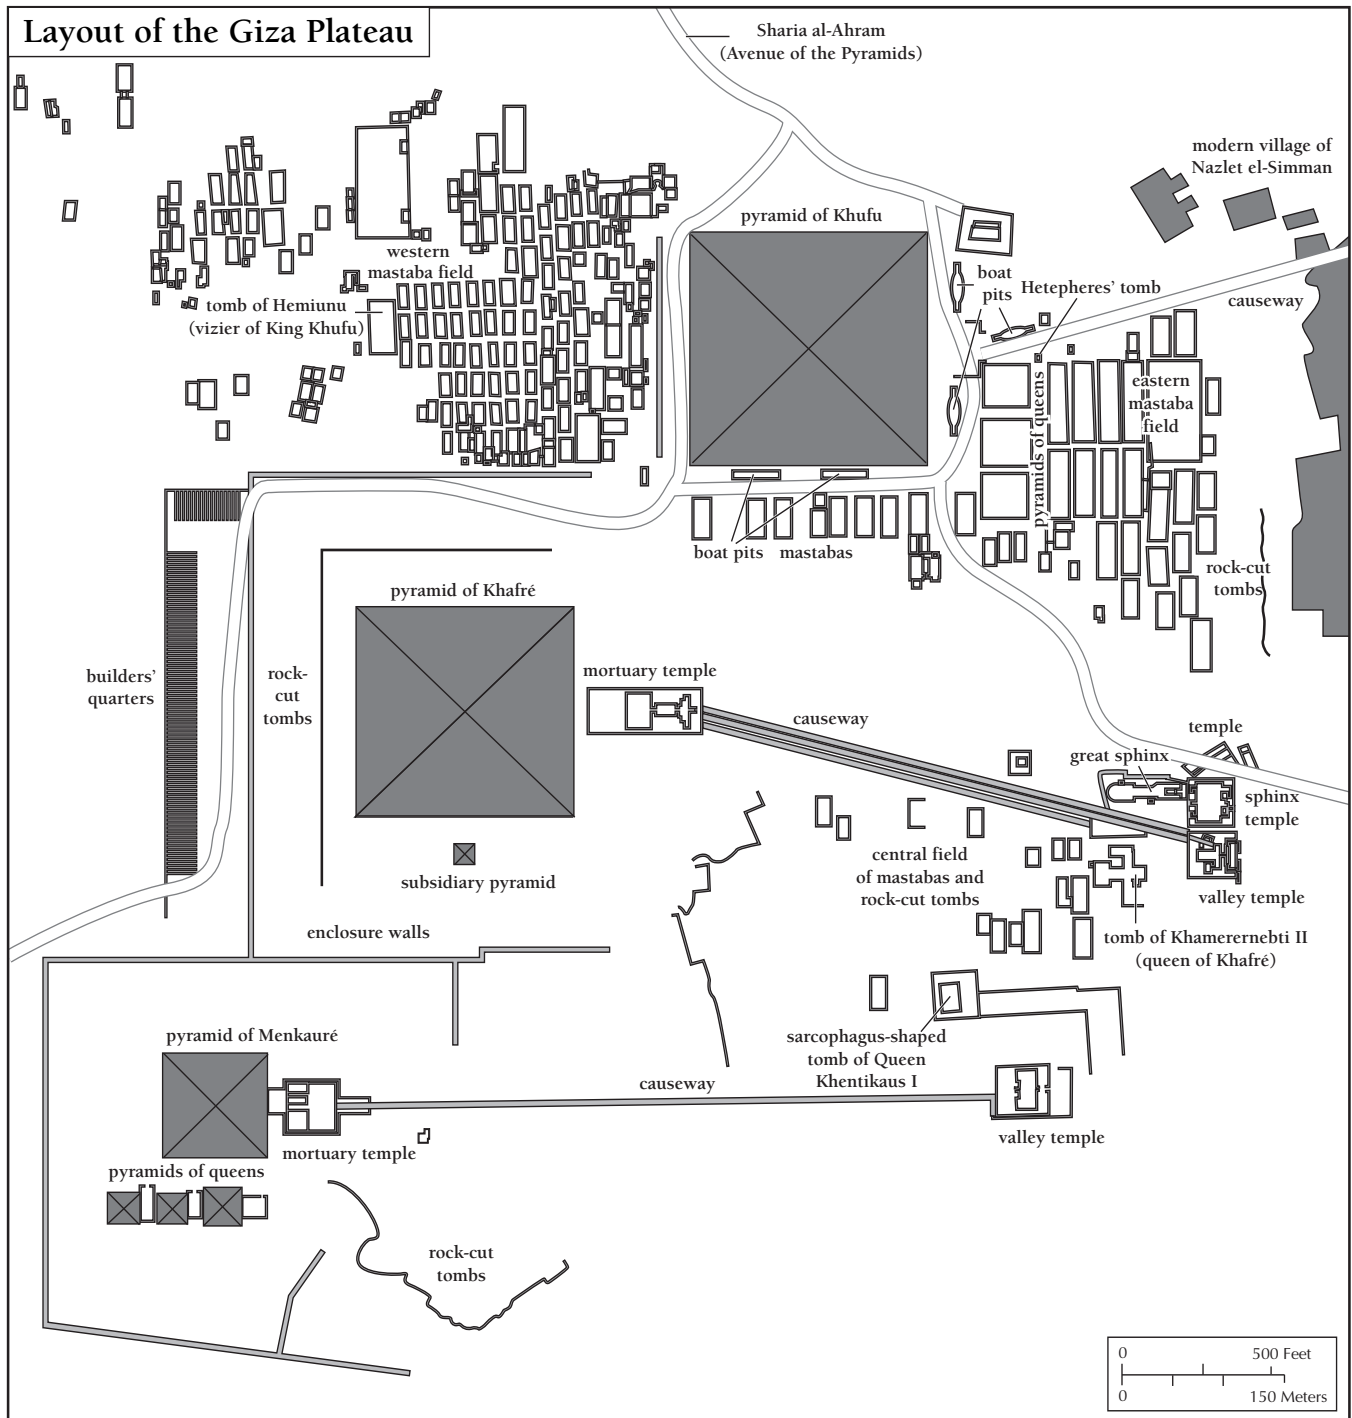 Layout of the Giza Plateau
Sharia al-Ahram
(Avenue of the Pyramids)
modern village of
Nazlet el-Simman
pyramid of Khufu
western
mastaba field
boat
pits
Hetepheres' tomb
causeway
tomb of Hemiunu
(vizier of King Khufu)
eastern
mastaba
field
pyramids of queens
boat pits
mastabas
rock-cut
tombs
pyramid of Khafré
builders'
quarters
rock-
cut
tombs
mortuary temple
causeway
temple
great sphinx
sphinx
temple
central field
of mastabas and
rock-cut tombs
subsidiary pyramid
valley temple
enclosure walls
tomb of Khamerernebti II
(queen of Khafré)
pyramid of Menkauré
sarcophagus-shaped
tomb of Queen
Khentikaus I
causeway
valley temple
mortuary temple
pyramids of queens
rock-cut
tombs
0
500 Feet
0
150 Meters